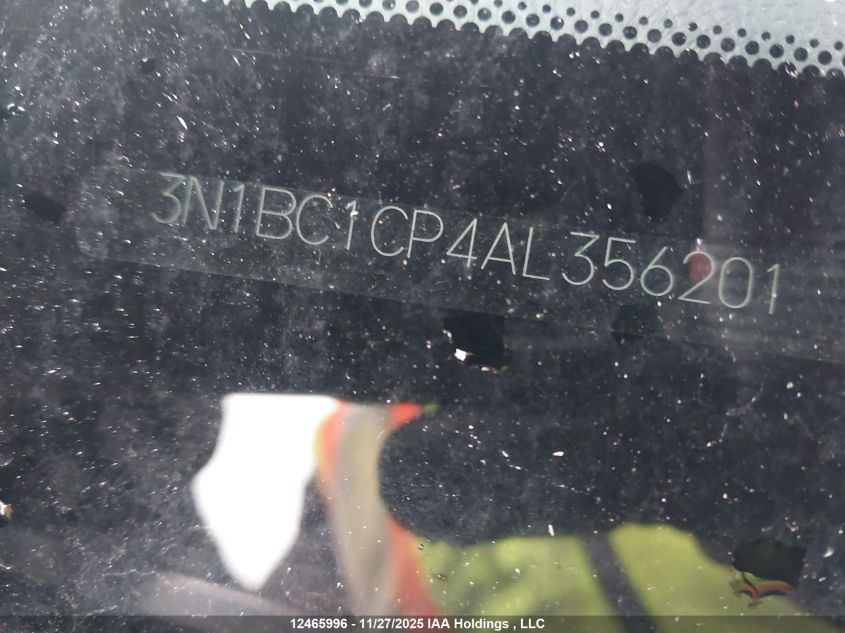 3N1BC1CP4AL356201
12465996 - 11/27/2025 IAA Holdings , LLC